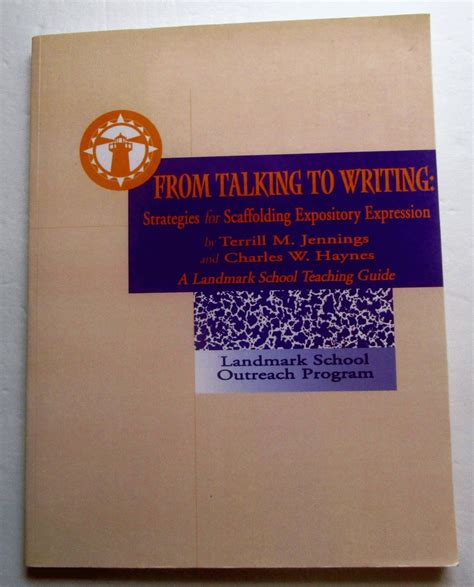 FROM TALKING TO WRITING:
Strategies for Scaffolding Expository Expression
by Terrill M. Jennings
and Charles W. Haynes
A Landmark School Teaching Guide
Landmark School
Outreach Program